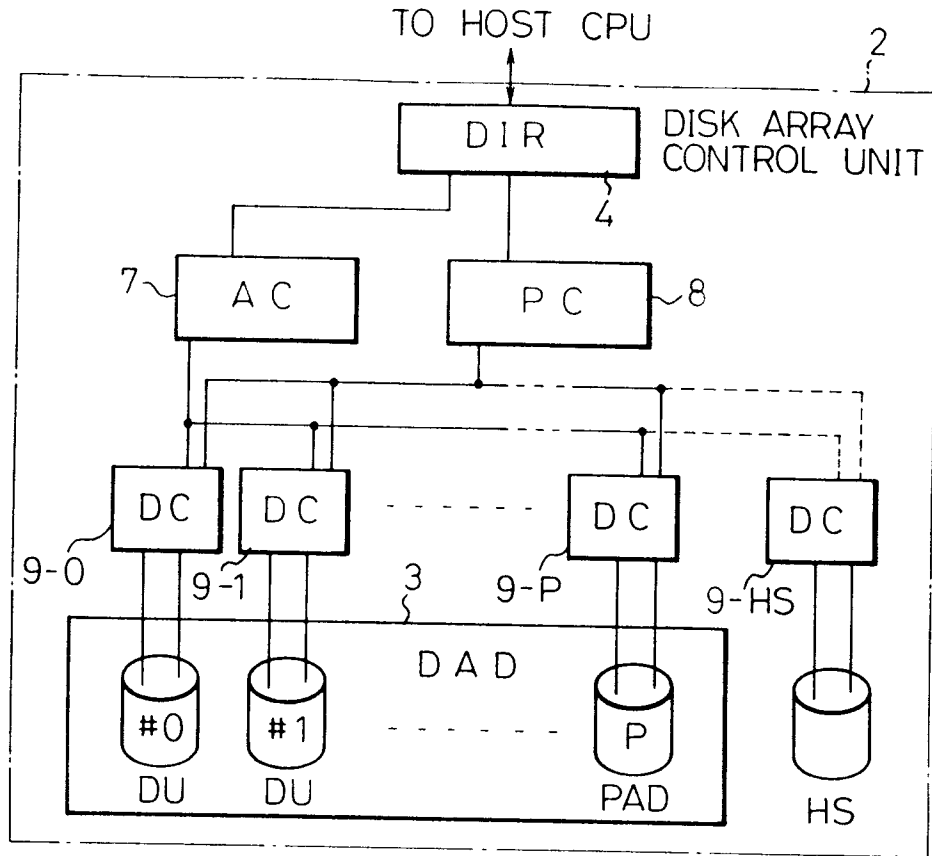 TO HOST CPU
2
DIR
DISK ARRAY
CONTROL UNIT
4
7
AC
PC
8
DC
DC
DC
DC
9-0
9-1
9-P
9-HS
3
DAD
#0
#1
P
DU
DU
PAD
HS